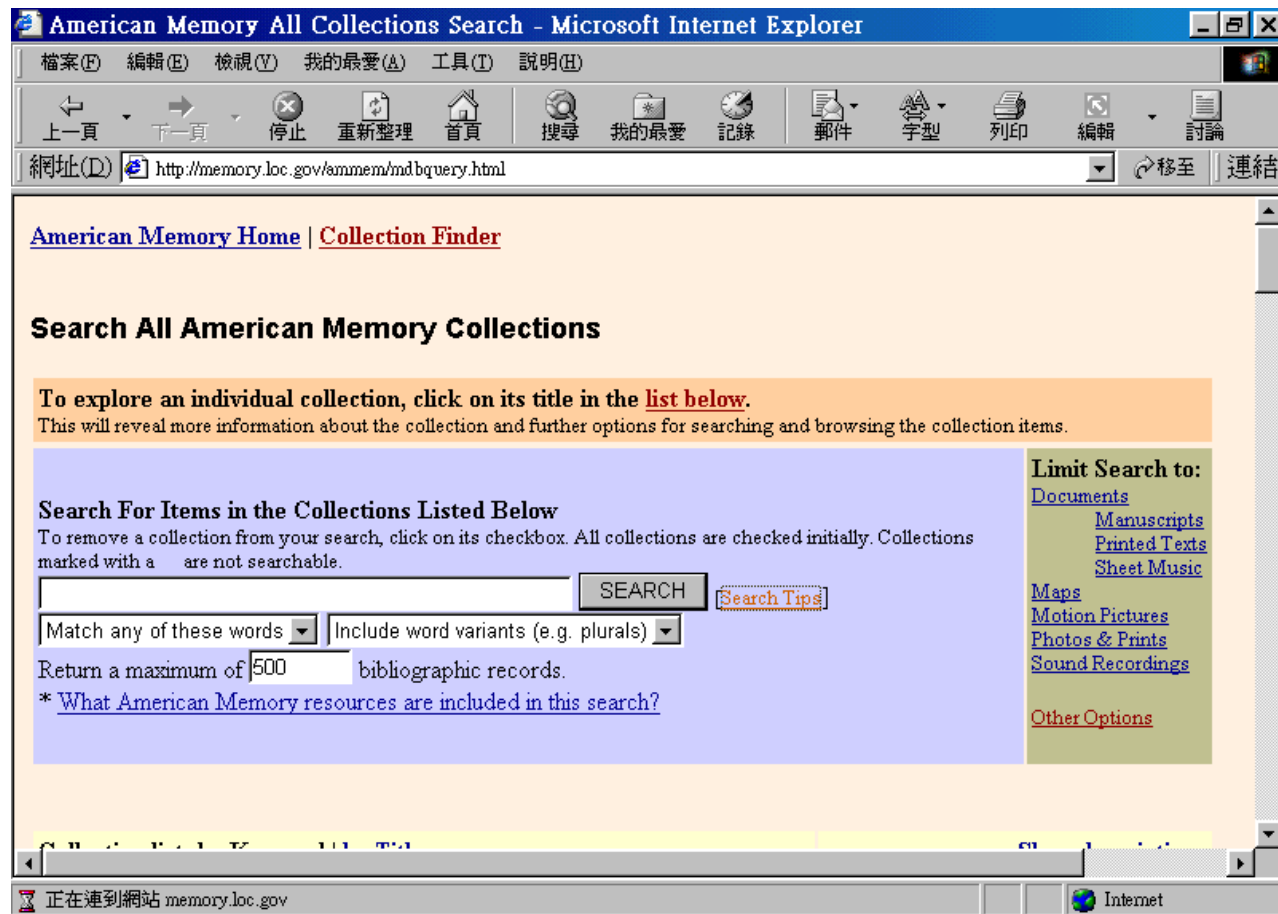 American Memory All Collections Search - Microsoft Internet Explorer
檔案(F) 編輯(E) 檢視(V) 我的最愛(A) 工具(T) 說明(H)
上一頁 下一頁 停止 重新整理 首頁 搜尋 我的最愛 記錄 郵件 字型 列印 編輯 討論
網址(D) http://memory.loc.gov/ammem/mdbquery.html 移至 連結
American Memory Home | Collection Finder
Search All American Memory Collections
To explore an individual collection, click on its title in the list below.
This will reveal more information about the collection and further options for searching and browsing the collection items.
Search For Items in the Collections Listed Below
To remove a collection from your search, click on its checkbox. All collections are checked initially. Collections
marked with a are not searchable.
SEARCH [Search Tips]
Match any of these words Include word variants (e.g. plurals)
Return a maximum of 500 bibliographic records.
* What American Memory resources are included in this search?
Limit Search to:
Documents
Manuscripts
Printed Texts
Sheet Music
Maps
Motion Pictures
Photos & Prints
Sound Recordings
Other Options
正在連到網站 memory.loc.gov Internet